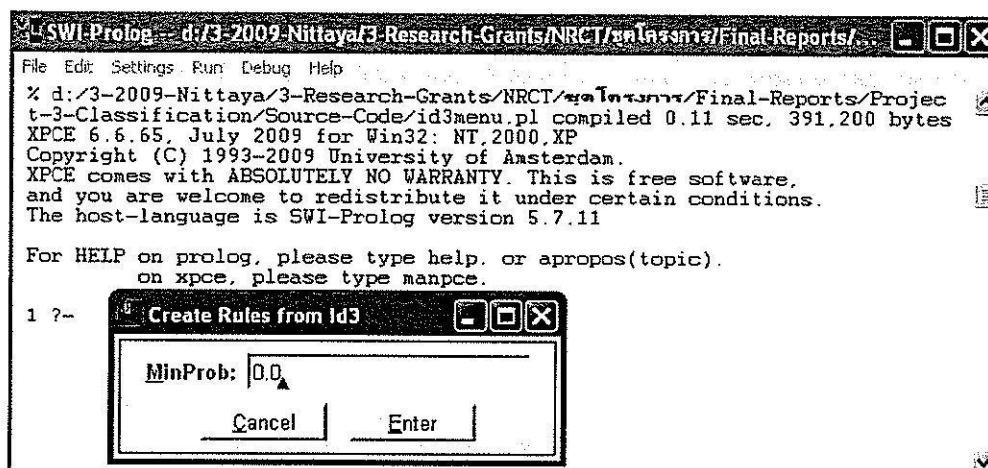 SWI-Prolog -- d:/3-2009-Nittaya/3-Research-Grants/NRCT/ชุดโครงการ/Final-Reports/...
File Edit Settings Run Debug Help
% d:/3-2009-Nittaya/3-Research-Grants/NRCT/ชุดโครงการ/Final-Reports/Projec
t-3-Classification/Source-Code/id3menu.pl compiled 0.11 sec, 391,200 bytes
XPCE 6.6.65, July 2009 for Win32: NT,2000,XP
Copyright (C) 1993-2009 University of Amsterdam.
XPCE comes with ABSOLUTELY NO WARRANTY. This is free software,
and you are welcome to redistribute it under certain conditions.
The host-language is SWI-Prolog version 5.7.11
For HELP on prolog, please type help. or apropos(topic).
on xpce, please type manpce.
1 ?-
Create Rules from Id3
MinProb: 0.0
Cancel Enter